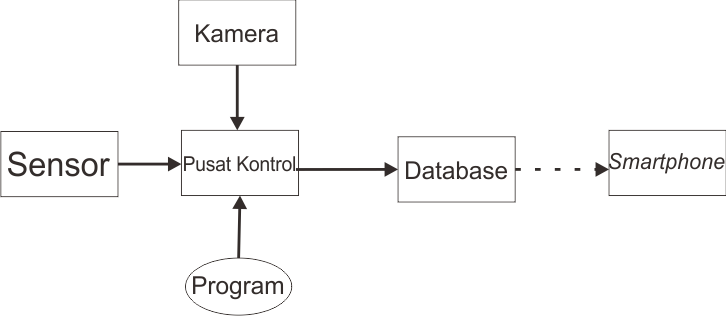 Kamera
Sensor
Pusat Kontrol
Database
Smartphone
Program